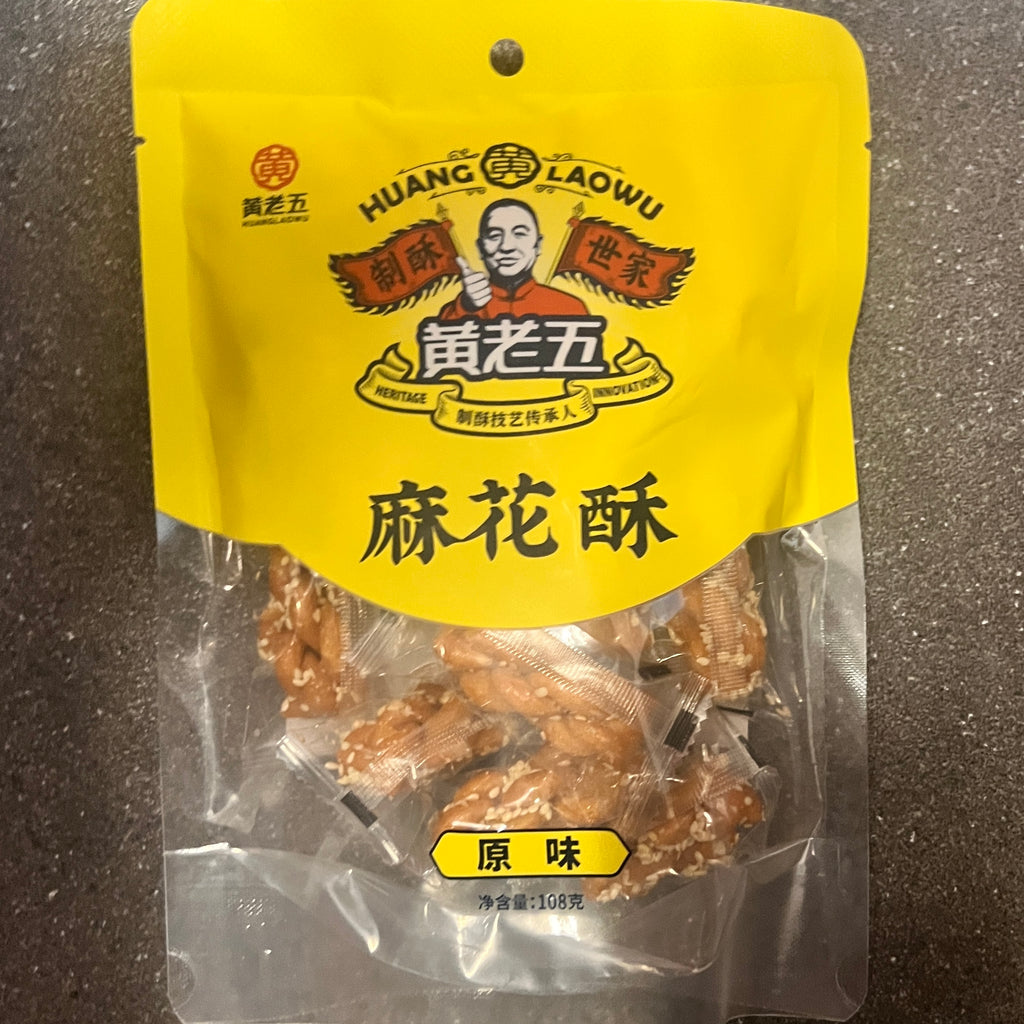 黄
黄老五
HUANGLAOWU
HUANG 黄 LAOWU
制酥 世家
黄老五
HERITAGE INNOVATION
制酥技艺传承人
麻花酥
原味
净含量:108克